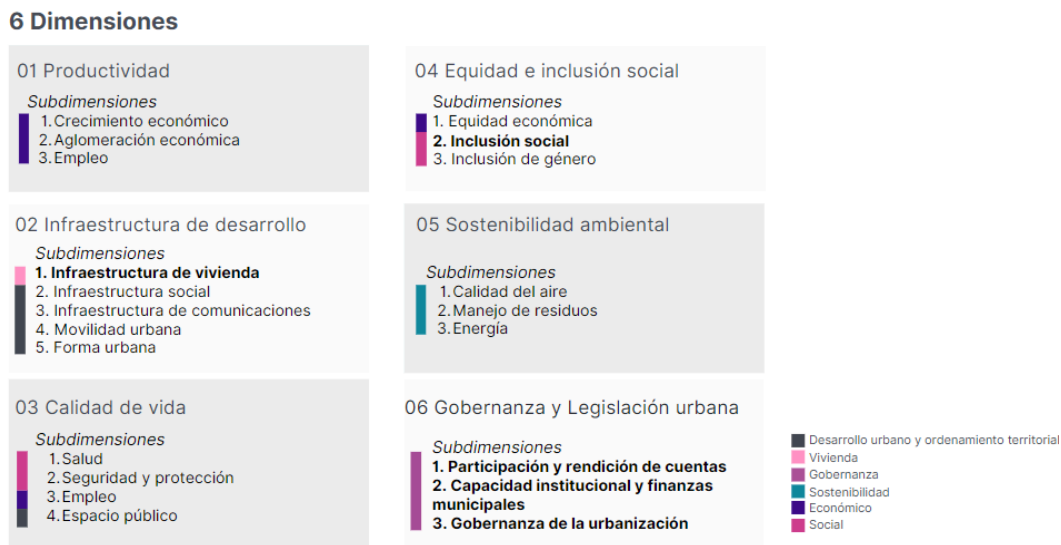 6 Dimensiones
01 Productividad
Subdimensiones
1. Crecimiento económico
2. Aglomeración económica
3. Empleo
02 Infraestructura de desarrollo
Subdimensiones
1. Infraestructura de vivienda
2. Infraestructura social
3. Infraestructura de comunicaciones
4. Movilidad urbana
5. Forma urbana
03 Calidad de vida
Subdimensiones
1. Salud
2. Seguridad y protección
3. Empleo
4. Espacio público
04 Equidad e inclusión social
Subdimensiones
1. Equidad económica
2. Inclusión social
3. Inclusión de género
05 Sostenibilidad ambiental
Subdimensiones
1. Calidad del aire
2. Manejo de residuos
3. Energía
06 Gobernanza y Legislación urbana
Subdimensiones
1. Participación y rendición de cuentas
2. Capacidad institucional y finanzas
municipales
3. Gobernanza de la urbanización
Desarrollo urbano y ordenamiento territorial
Vivienda
Gobernanza
Sostenibilidad
Económico
Social